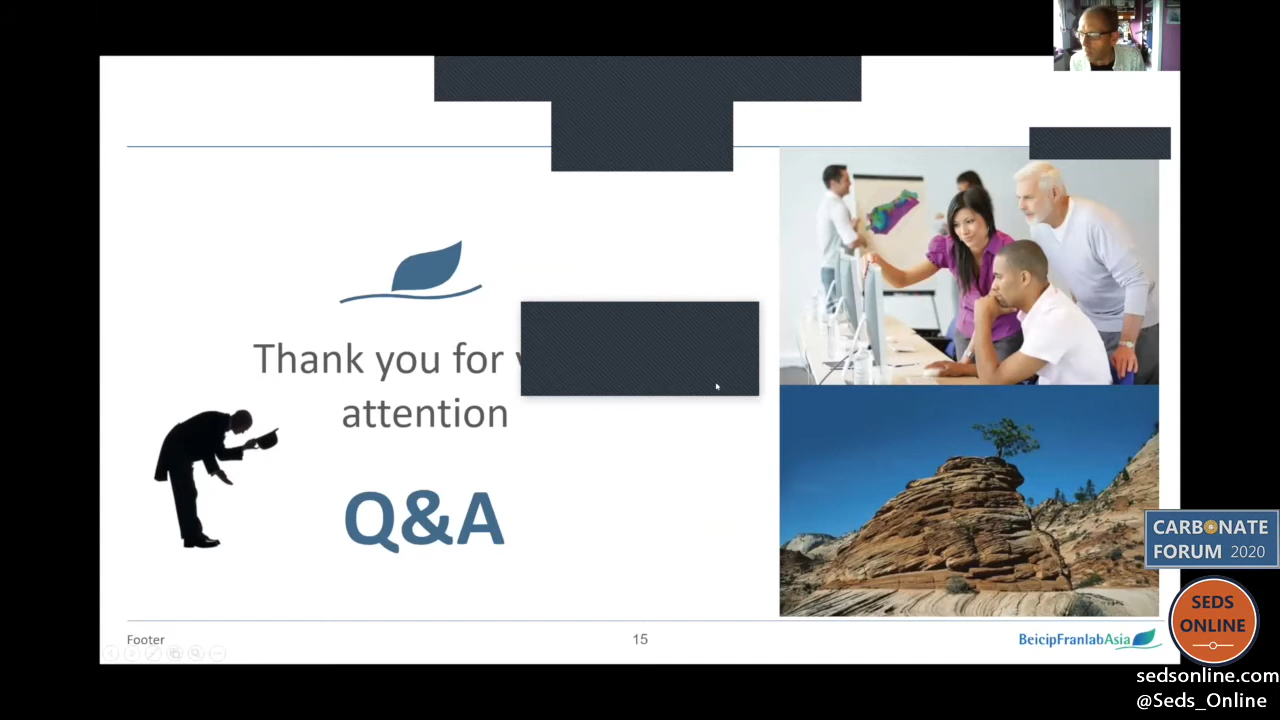 Thank you for
attention
Q&A
CARBONATE
FORUM 2020
SEDS
ONLINE
Footer
15
BeicipFranlabAsia
sedsonline.com
@Seds_Online